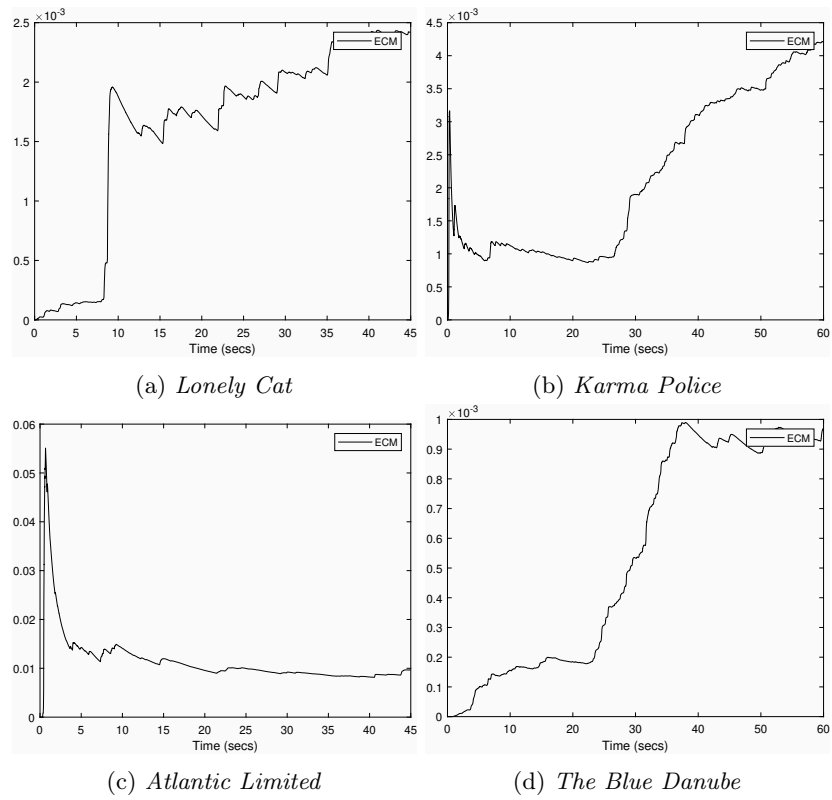 ×10-3
2.5
2
1.5
1
0.5
0
0 5 10 15 20 25 30 35 40 45
Time (secs)
ECM
(a) Lonely Cat
×10-3
4.5
4
3.5
3
2.5
2
1.5
1
0.5
0
0 10 20 30 40 50 60
Time (secs)
ECM
(b) Karma Police
0.06
0.05
0.04
0.03
0.02
0.01
0
0 5 10 15 20 25 30 35 40 45
Time (secs)
ECM
(c) Atlantic Limited
×10-3
1
0.9
0.8
0.7
0.6
0.5
0.4
0.3
0.2
0.1
0
0 10 20 30 40 50 60
Time (secs)
ECM
(d) The Blue Danube